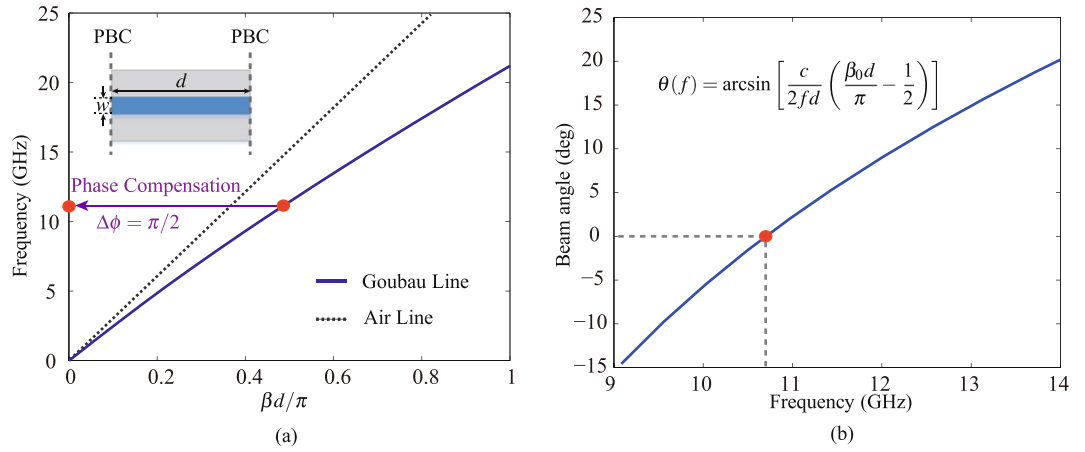 25
20
15
10
5
0
Frequency (GHz)
PBC
PBC
d
w
Phase Compensation
Δϕ = π/2
Goubau Line
Air Line
0
0.2
0.4
0.6
0.8
1
βd/π
(a)
25
20
15
10
5
0
−5
−10
−15
Beam angle (deg)
θ(f) = arcsin [ c/2fd ( β₀d/π − 1/2 ) ]
9
10
11
12
13
14
Frequency (GHz)
(b)